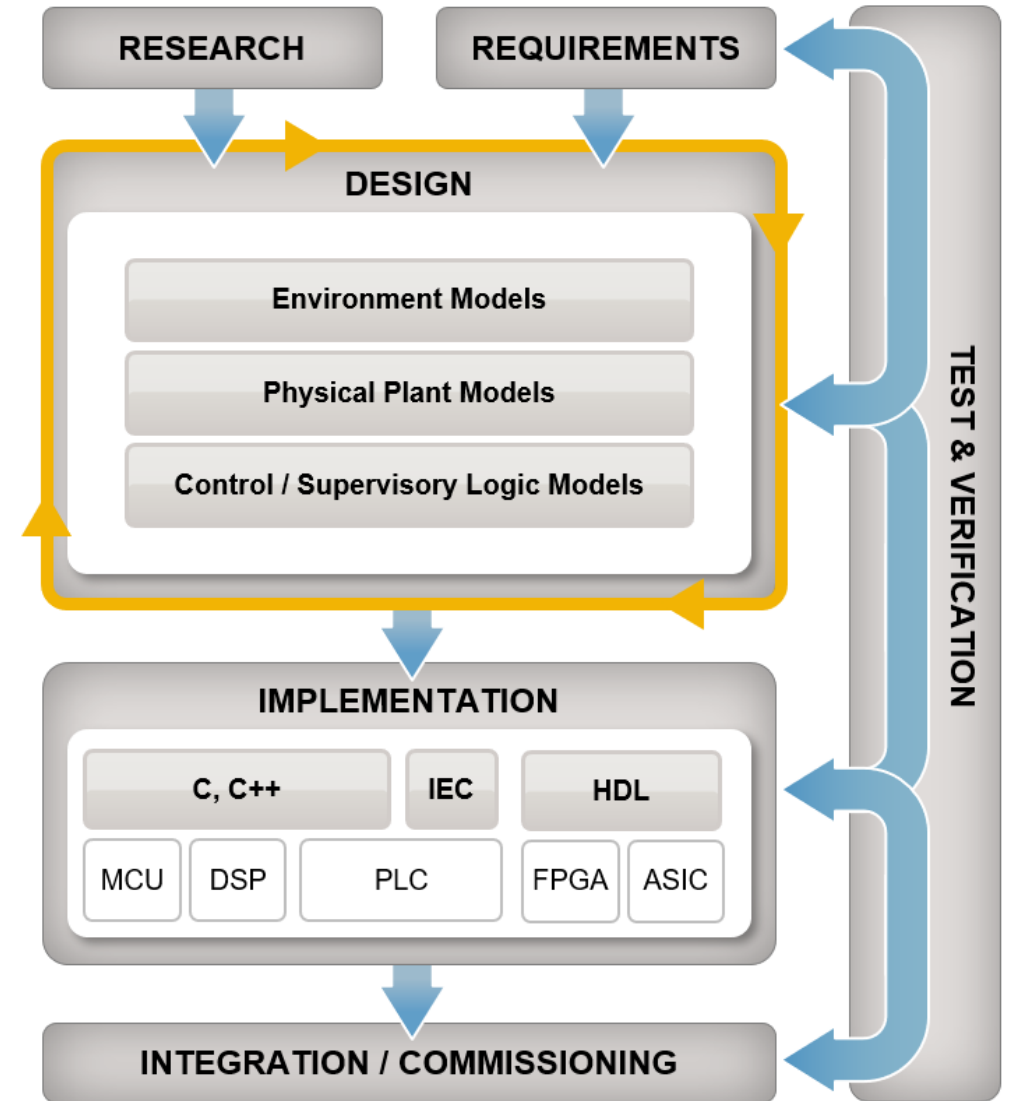 RESEARCH
REQUIREMENTS
DESIGN
Environment Models
Physical Plant Models
Control / Supervisory Logic Models
IMPLEMENTATION
C, C++
IEC
HDL
MCU
DSP
PLC
FPGA
ASIC
INTEGRATION / COMMISSIONING
TEST & VERIFICATION